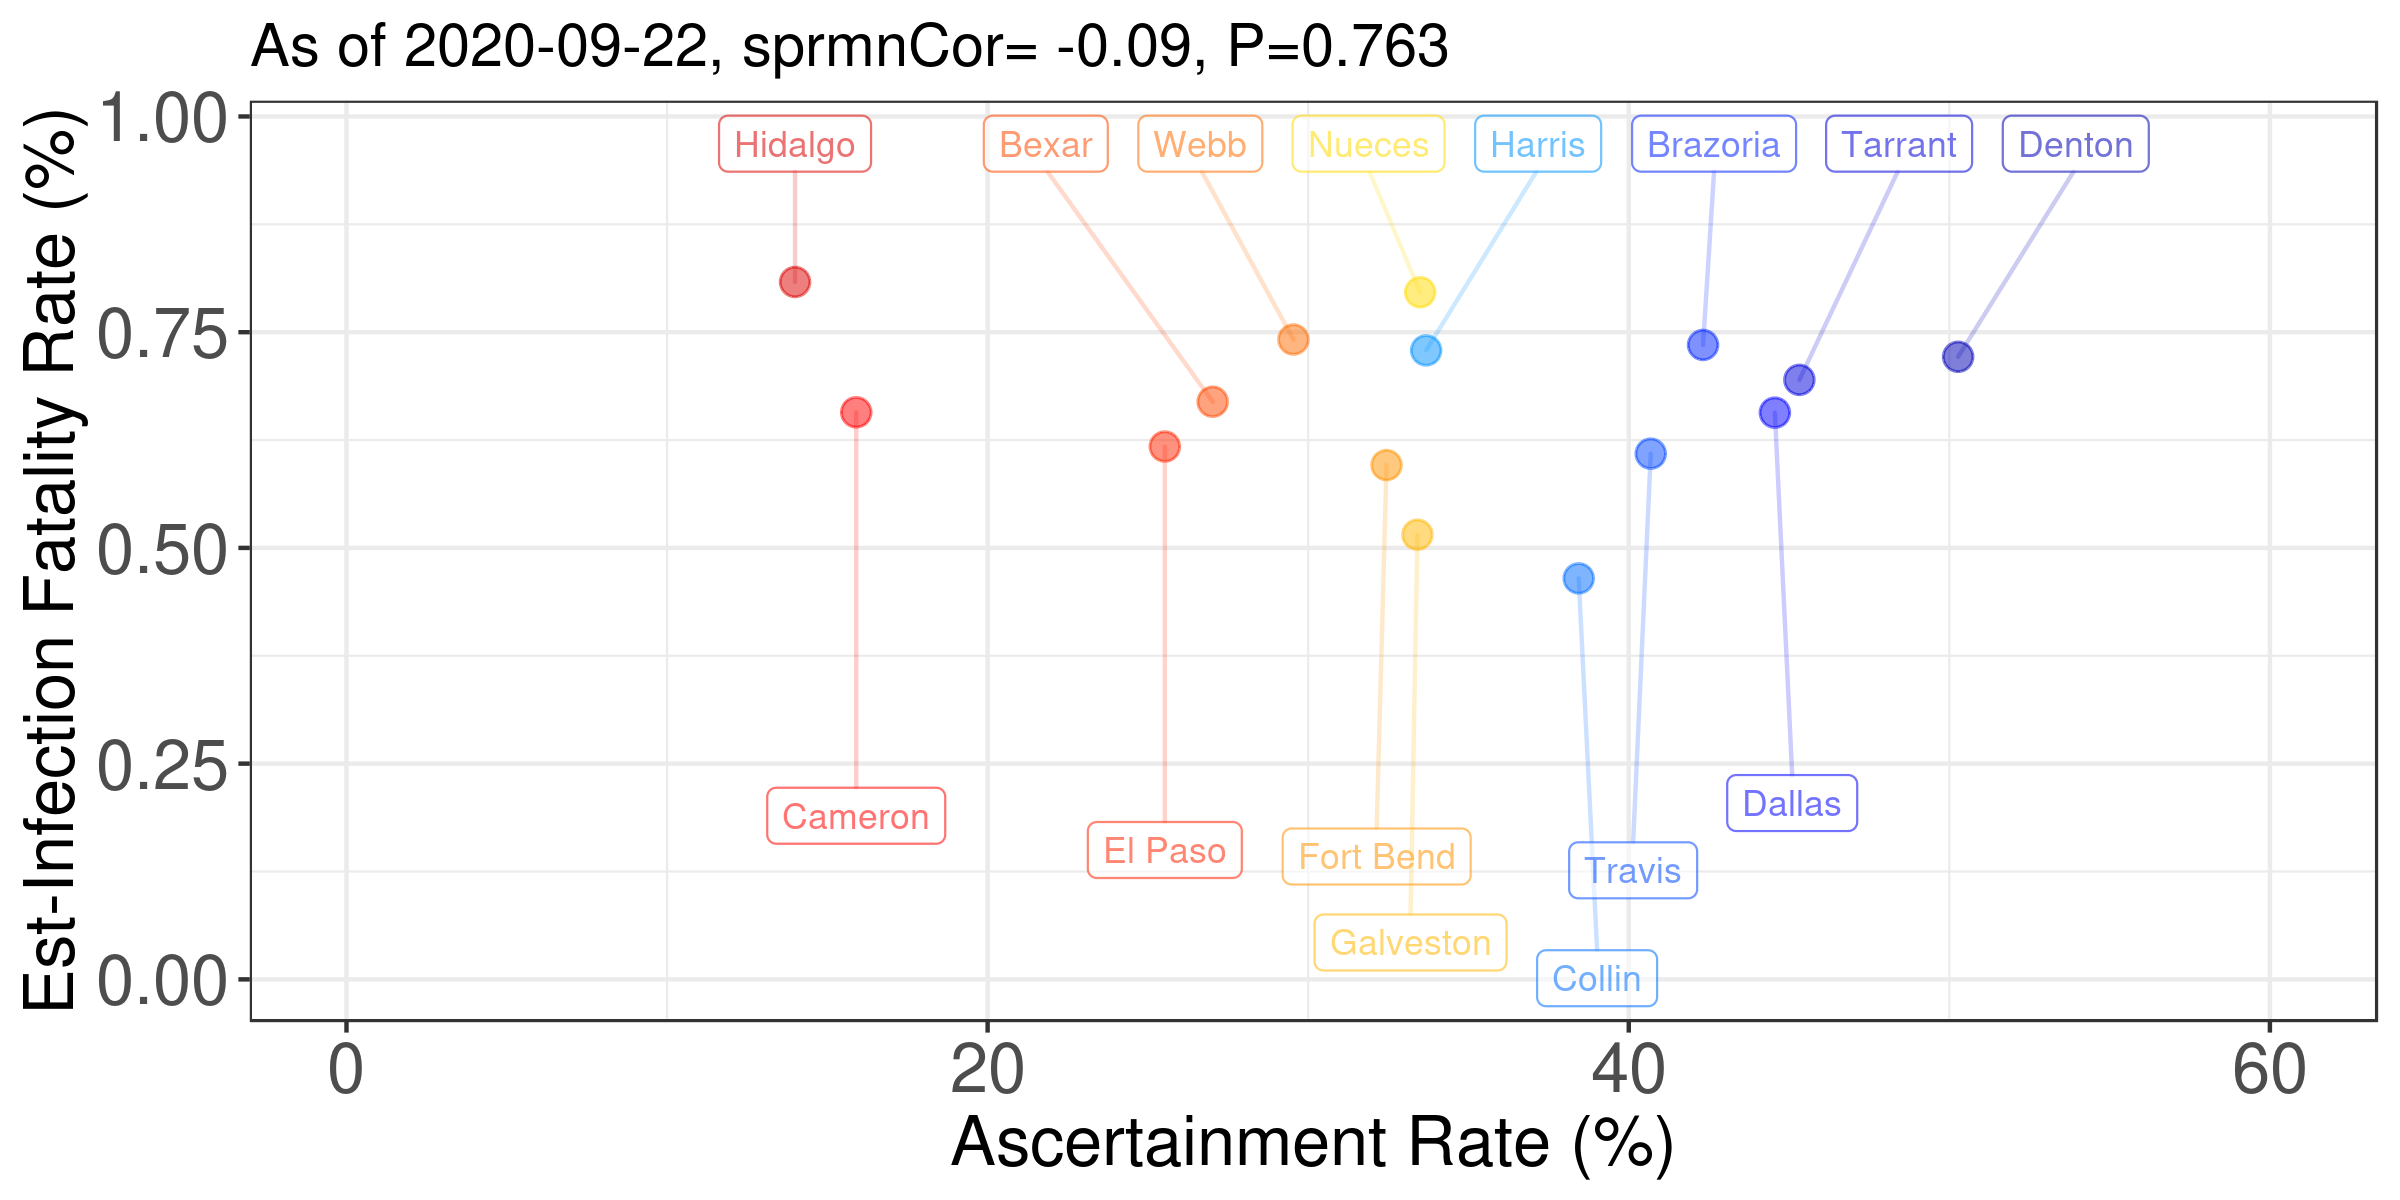 As of 2020-09-22, sprmnCor= -0.09, P=0.763
Est-Infection Fatality Rate (%)
1.00
0.75
0.50
0.25
0.00
Hidalgo
Bexar
Webb
Nueces
Harris
Brazoria
Tarrant
Denton
Cameron
El Paso
Fort Bend
Galveston
Collin
Travis
Dallas
0
20
40
60
Ascertainment Rate (%)